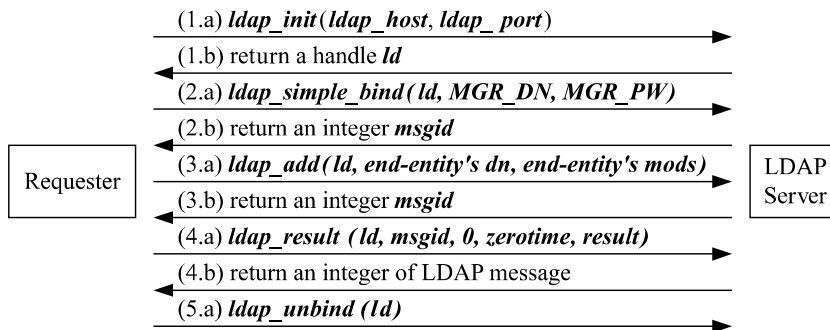 (1.a) ldap_init(ldap_host, ldap_ port)
(1.b) return a handle ld
(2.a) ldap_simple_bind(ld, MGR_DN, MGR_PW)
(2.b) return an integer msgid
Requester
(3.a) ldap_add(ld, end-entity's dn, end-entity's mods)
LDAP
Server
(3.b) return an integer msgid
(4.a) ldap_result (ld, msgid, 0, zerotime, result)
(4.b) return an integer of LDAP message
(5.a) ldap_unbind (ld)